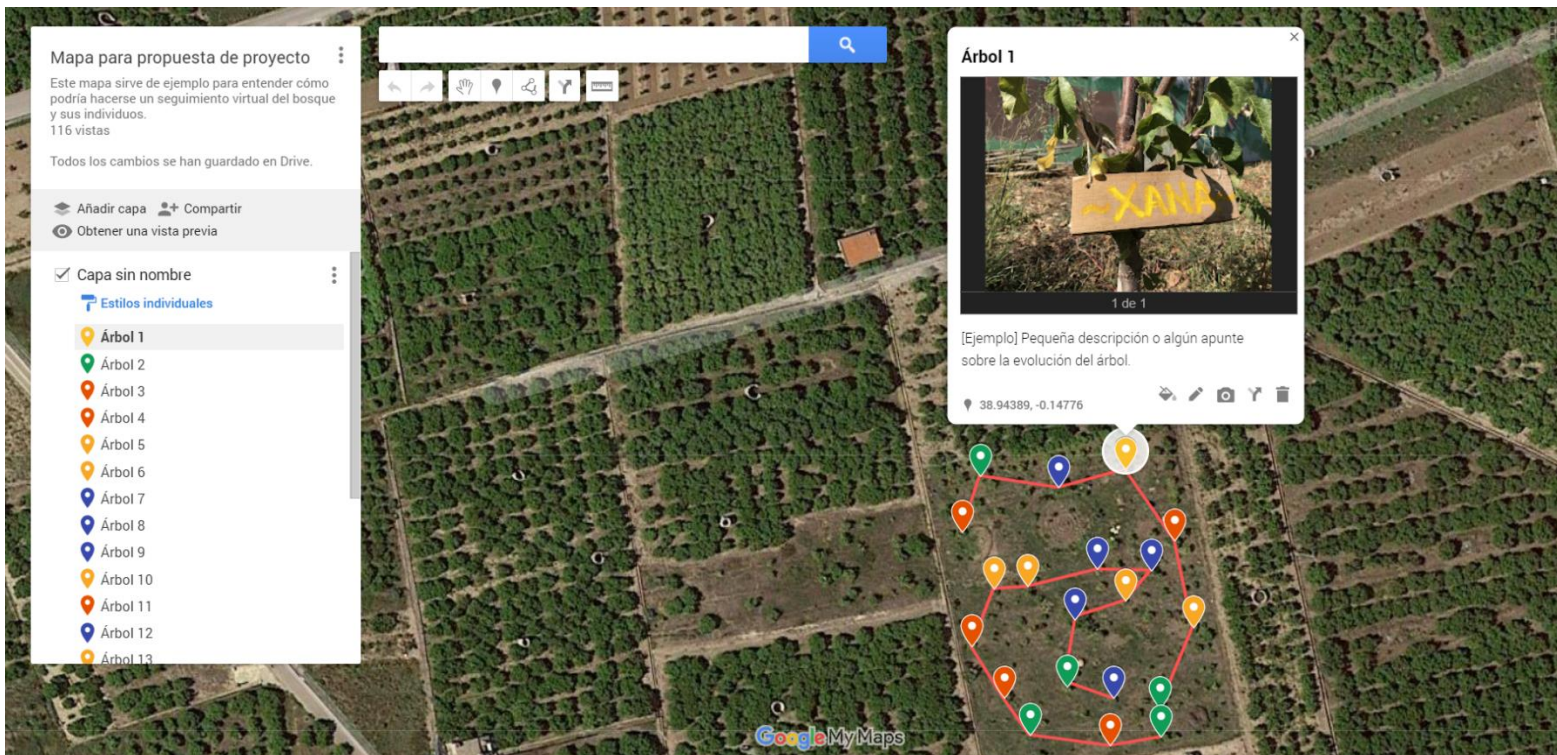 Mapa para propuesta de proyecto
Este mapa sirve de ejemplo para entender cómo
podría hacerse un seguimiento virtual del bosque
y sus individuos.
116 vistas
Todos los cambios se han guardado en Drive.
Añadir capa Compartir
Obtener una vista previa
Capa sin nombre
Estilos individuales
Árbol 1
Árbol 2
Árbol 3
Árbol 4
Árbol 5
Árbol 6
Árbol 7
Árbol 8
Árbol 9
Árbol 10
Árbol 11
Árbol 12
Árbol 13
Árbol 1
~XANA
1 de 1
[Ejemplo] Pequeña descripción o algún apunte
sobre la evolución del árbol.
38.94389, -0.14776
Google My Maps